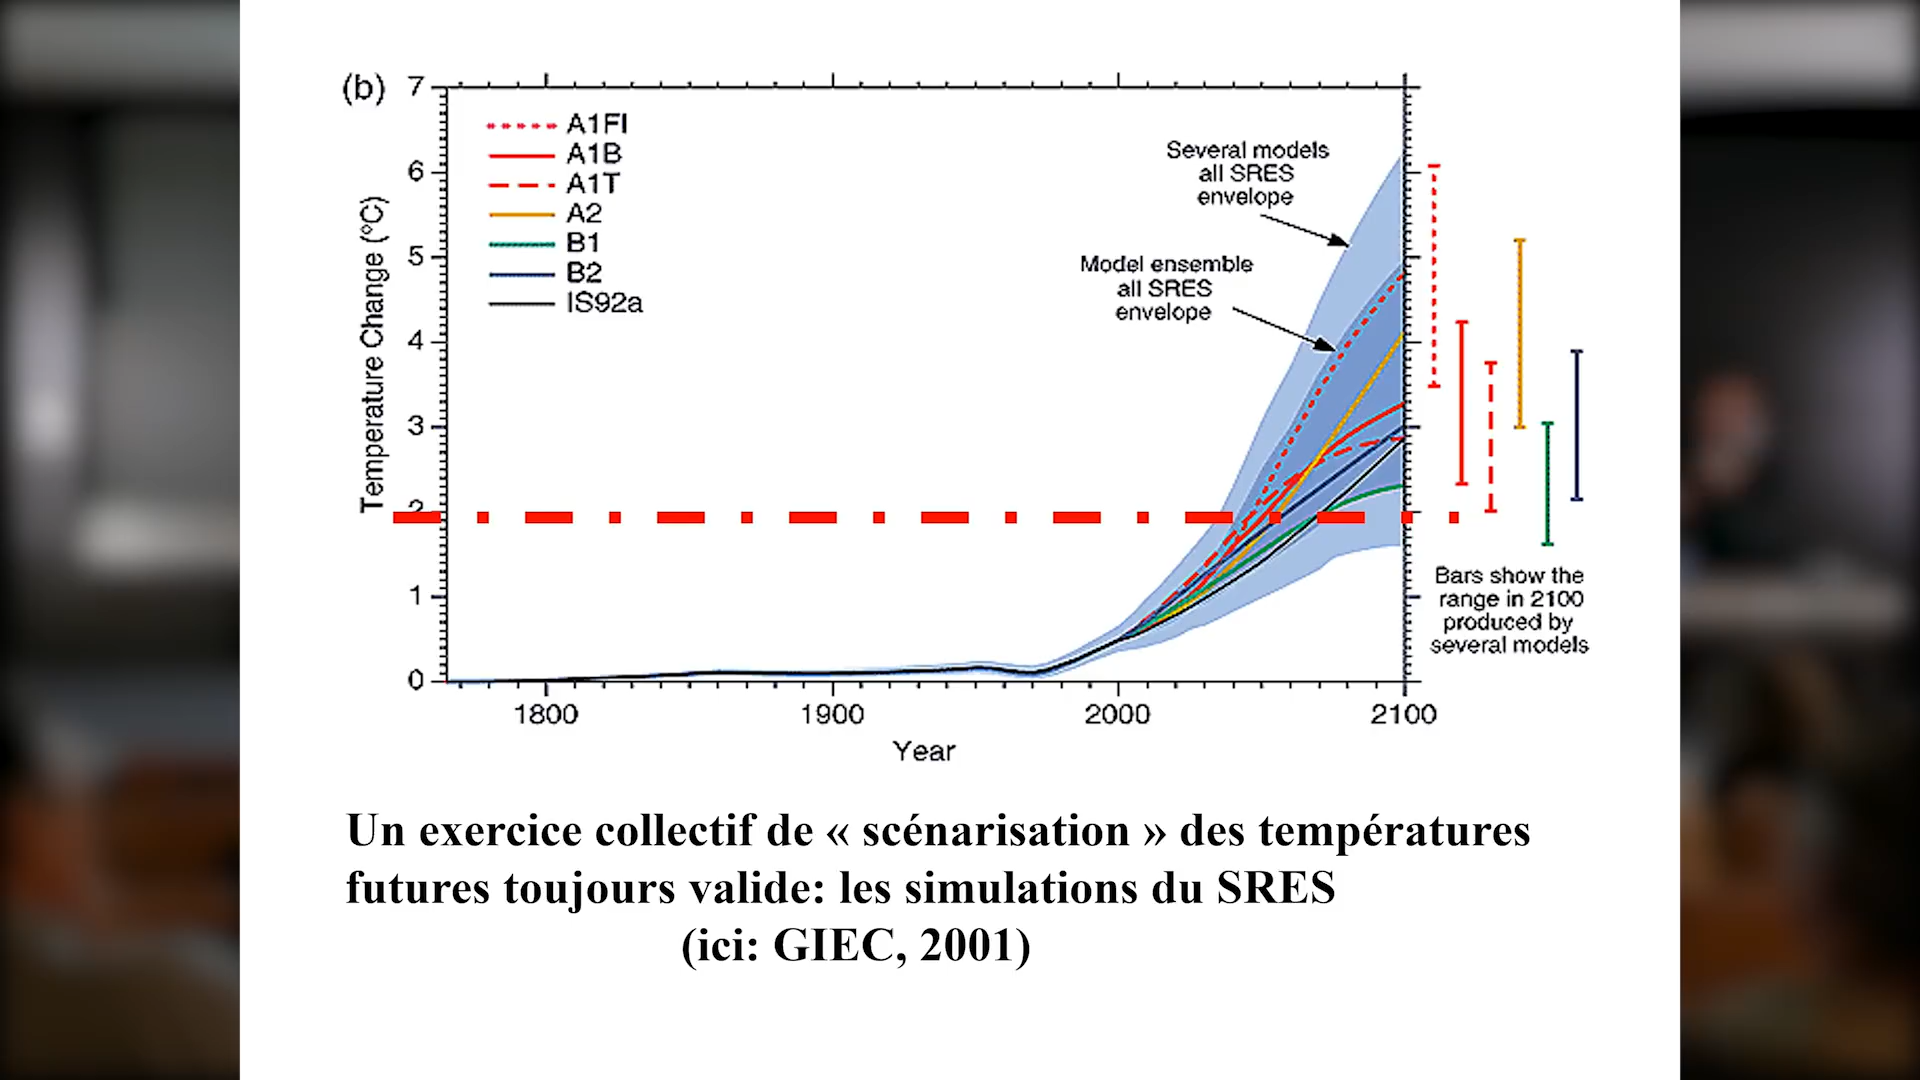 (b)
7
6
5
4
3
2
1
0
Temperature Change (°C)
A1FI
A1B
A1T
A2
B1
B2
IS92a
Several models
all SRES
envelope
Model ensemble
all SRES
envelope
Bars show the
range in 2100
produced by
several models
1800
1900
2000
2100
Year
Un exercice collectif de « scénarisation » des températures
futures toujours valide: les simulations du SRES
(ici: GIEC, 2001)